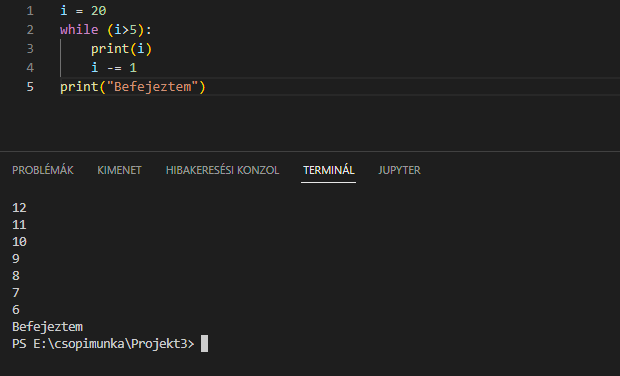 1 i = 20
2 while (i>5):
3     print(i)
4     i -= 1
5 print("Befejeztem")
PROBLÉMÁK KIMENET HIBAKERESÉSI KONZOL TERMINÁL JUPYTER
12
11
10
9
8
7
6
Befejeztem
PS E:\csopimunka\Projekt3>